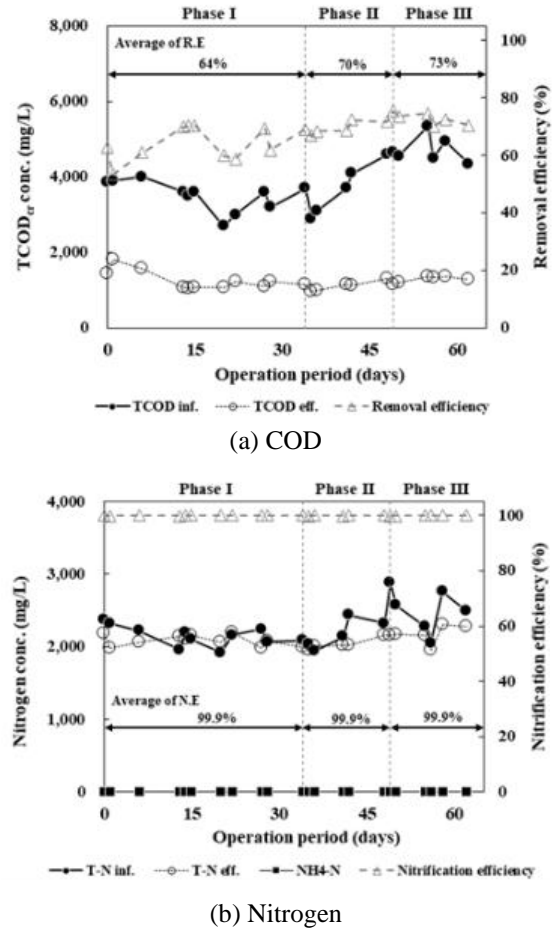 Phase I Phase II Phase III
8,000 100
Average of R.E
64% 70% 73%
6,000 80
60
4,000
40
2,000
20
0 0
0 15 30 45 60
TCODcr conc. (mg/L)
Removal efficiency (%)
Operation period (days)
TCOD inf. TCOD eff. Removal efficiency
(a) COD
Phase I Phase II Phase III
4,000
100
3,000 80
60
2,000
40
Average of N.E
99.9% 99.9% 99.9%
1,000
20
0 0
0 15 30 45 60
Nitrogen conc. (mg/L)
Nitrification efficiency (%)
Operation period (days)
T-N inf. T-N eff. NH4-N Nitrification efficiency
(b) Nitrogen